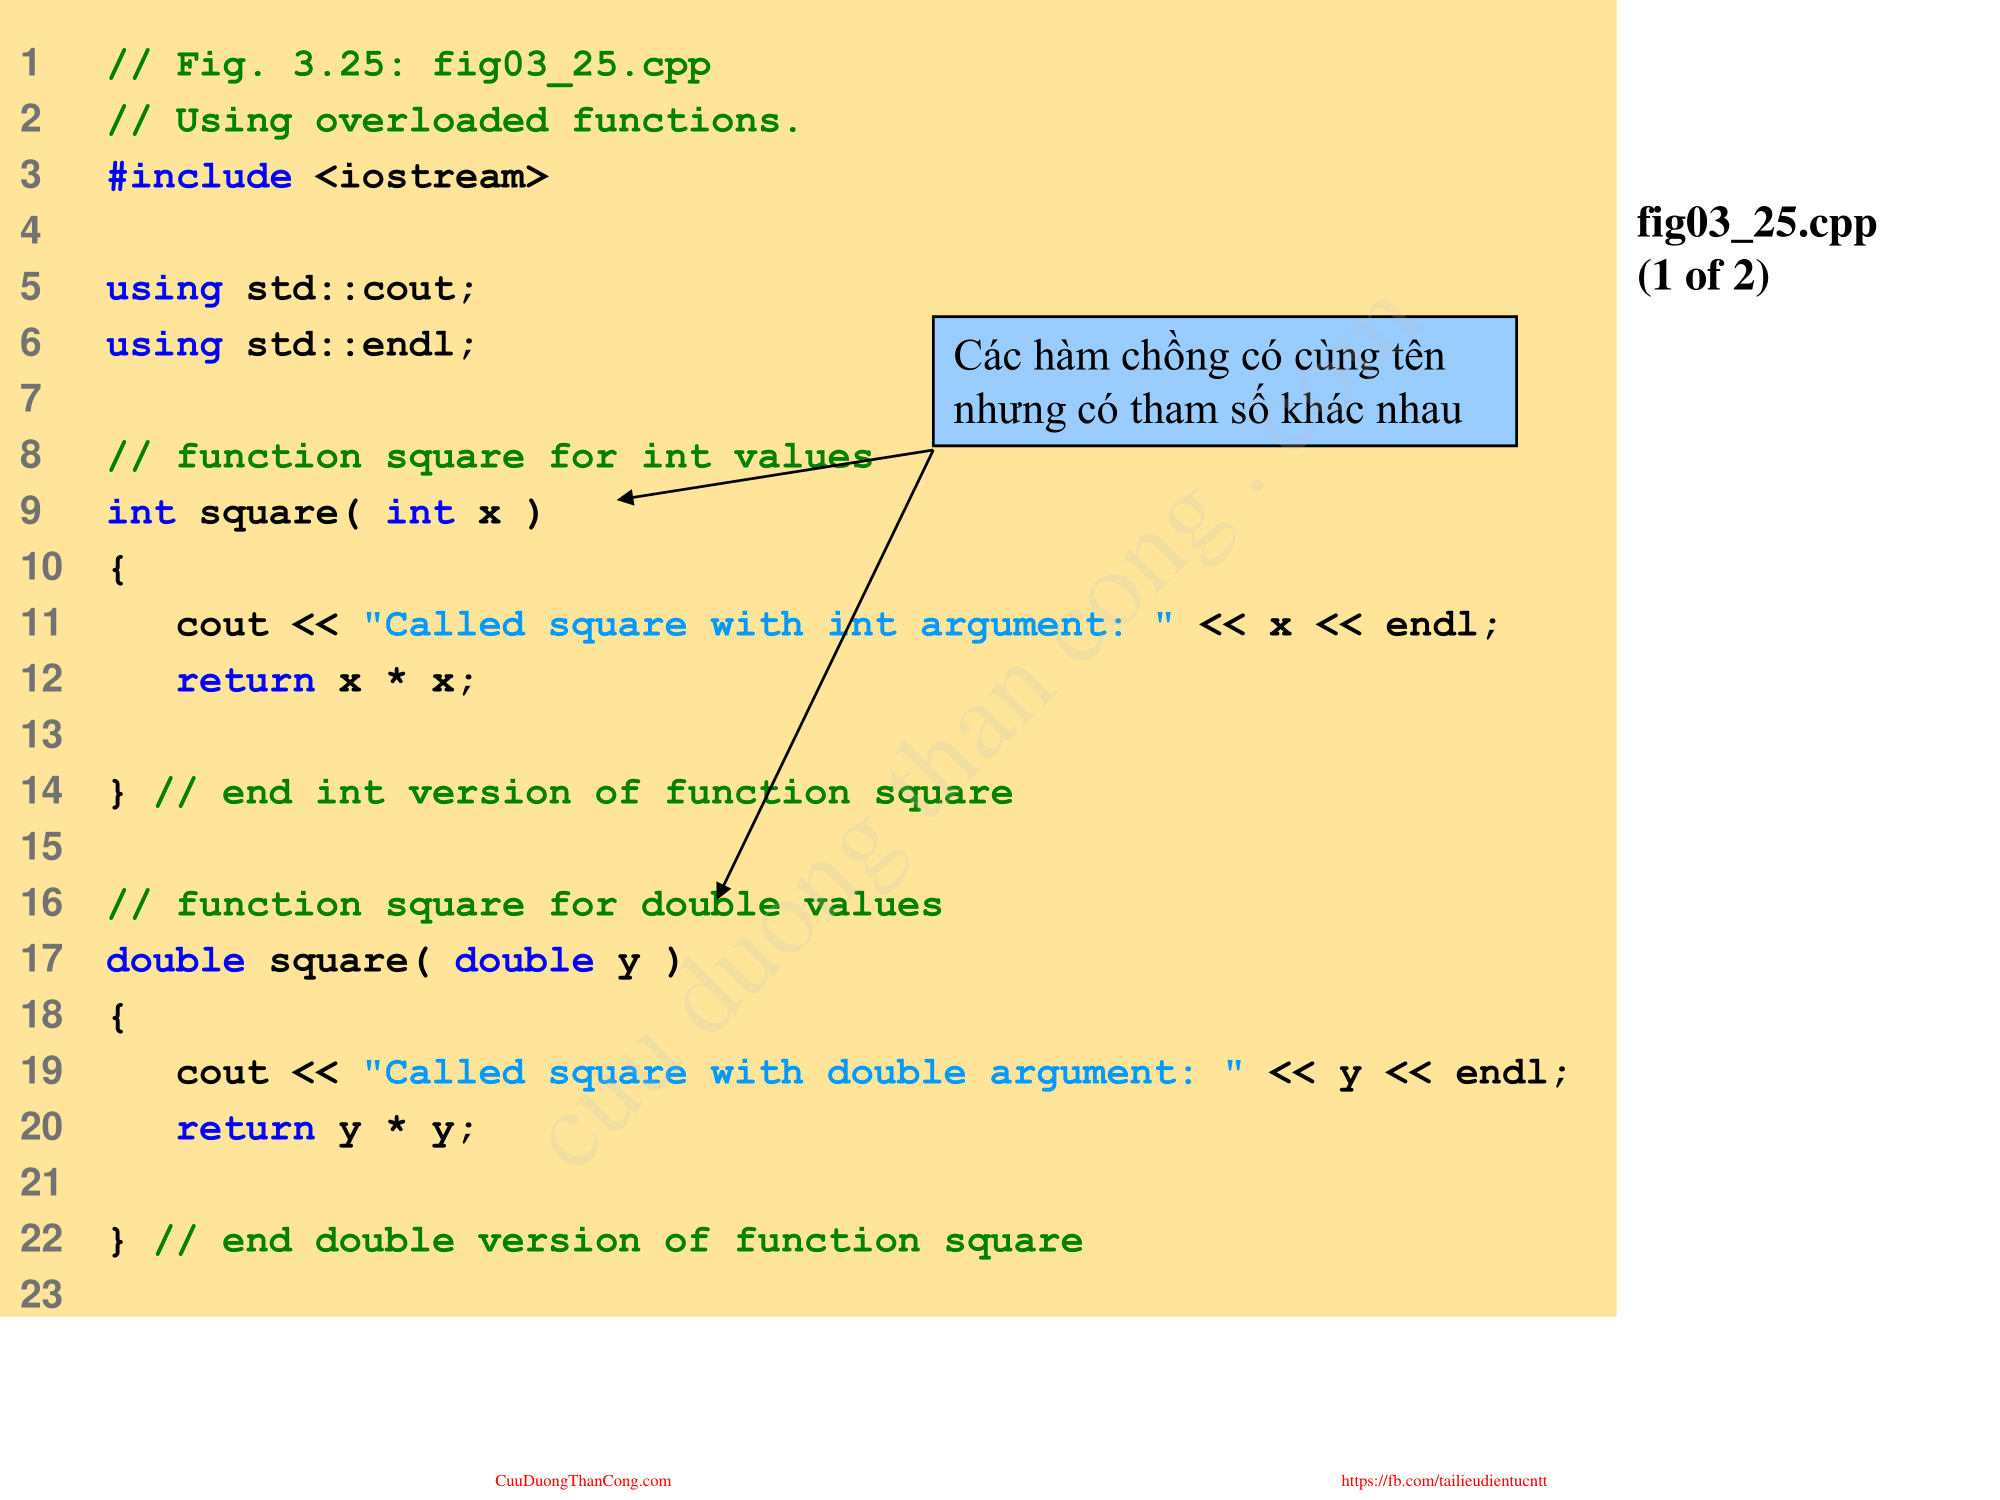 1 // Fig. 3.25: fig03_25.cpp
2 // Using overloaded functions.
3 #include <iostream>
4
5 using std::cout;
6 using std::endl;
7
8 // function square for int values
9 int square( int x )
10 {
11 cout << "Called square with int argument: " << x << endl;
12 return x * x;
13
14 } // end int version of function square
15
16 // function square for double values
17 double square( double y )
18 {
19 cout << "Called square with double argument: " << y << endl;
20 return y * y;
21
22 } // end double version of function square
23
Các hàm chồng có cùng tên
nhưng có tham số khác nhau
fig03_25.cpp
(1 of 2)
cuu duong than cong . com
CuuDuongThanCong.com
https://fb.com/tailieudientucntt